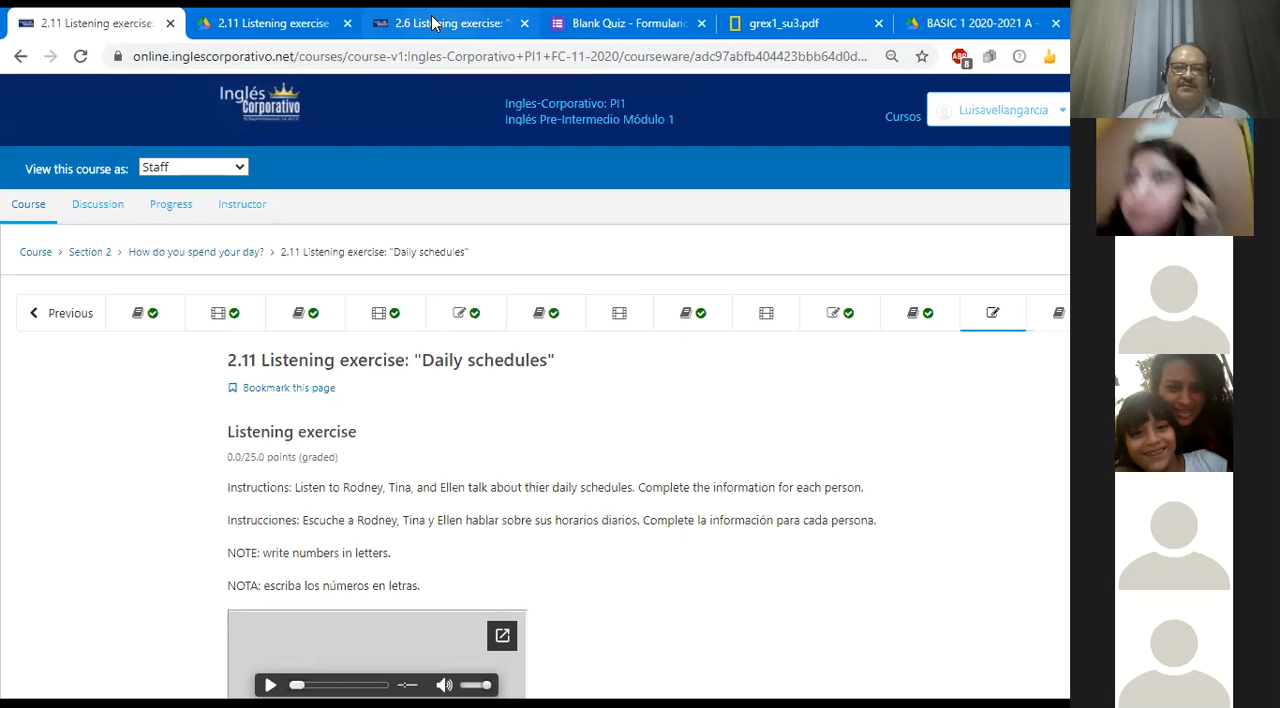 2.11 Listening exercise:
2.11 Listening exercise
2.6 Listening exercise: "
Blank Quiz - Formulario
grex1_su3.pdf
BASIC 1 2020-2021 A -
online.inglescorporativo.net/courses/course-v1:Ingles-Corporativo+PI1+FC-11-2020/courseware/adc97abfb404423bbb64d0d...
8
Inglés
Corporativo
Ingles-Corporativo: PI1
Inglés Pre-Intermedio Módulo 1
Cursos
Luisavellangarcia
View this course as:
Staff
Course
Discussion
Progress
Instructor
Course > Section 2 > How do you spend your day? > 2.11 Listening exercise: "Daily schedules"
Previous
2.11 Listening exercise: "Daily schedules"
Bookmark this page
Listening exercise
0.0/25.0 points (graded)
Instructions: Listen to Rodney, Tina, and Ellen talk about thier daily schedules. Complete the information for each person.
Instrucciones: Escuche a Rodney, Tina y Ellen hablar sobre sus horarios diarios. Complete la información para cada persona.
NOTE: write numbers in letters.
NOTA: escriba los números en letras.
-:--